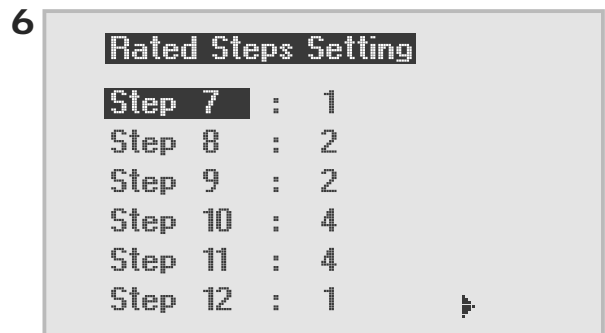 6
Rated Steps Setting
Step 7 : 1
Step 8 : 2
Step 9 : 2
Step 10 : 4
Step 11 : 4
Step 12 : 1